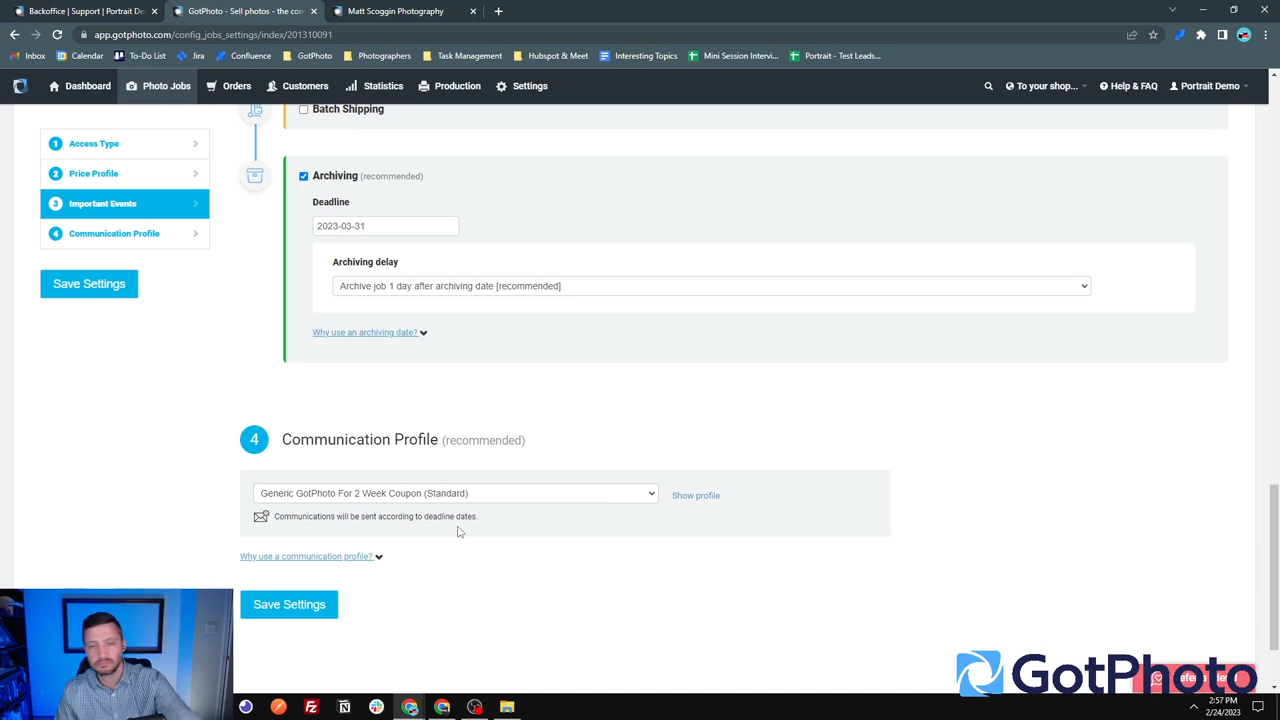 Backoffice | Support | Portrait De
GotPhoto - Sell photos - the on
Matt Scoggin Photography
app.gotphoto.com/config_jobs_settings/index/201310091
Inbox
Calendar
To-Do List
Jira
Confluence
GotPhoto
Photographers
Task Management
Hubspot & Meet
Interesting Topics
Mini Session Intervi...
Portrait - Test Leads...
Dashboard
Photo Jobs
Orders
Customers
Statistics
Production
Settings
To your shop...
Help & FAQ
Portrait Demo
Batch Shipping
1 Access Type
2 Price Profile
3 Important Events
4 Communication Profile
Save Settings
Archiving (recommended)
Deadline
2023-03-31
Archiving delay
Archive job 1 day after archiving date [recommended]
Why use an archiving date?
4 Communication Profile (recommended)
Generic GotPhoto For 2 Week Coupon (Standard)
Show profile
Communications will be sent according to deadline dates.
Why use a communication profile?
Save Settings
GotPhoto
2:57 PM
2/24/2023